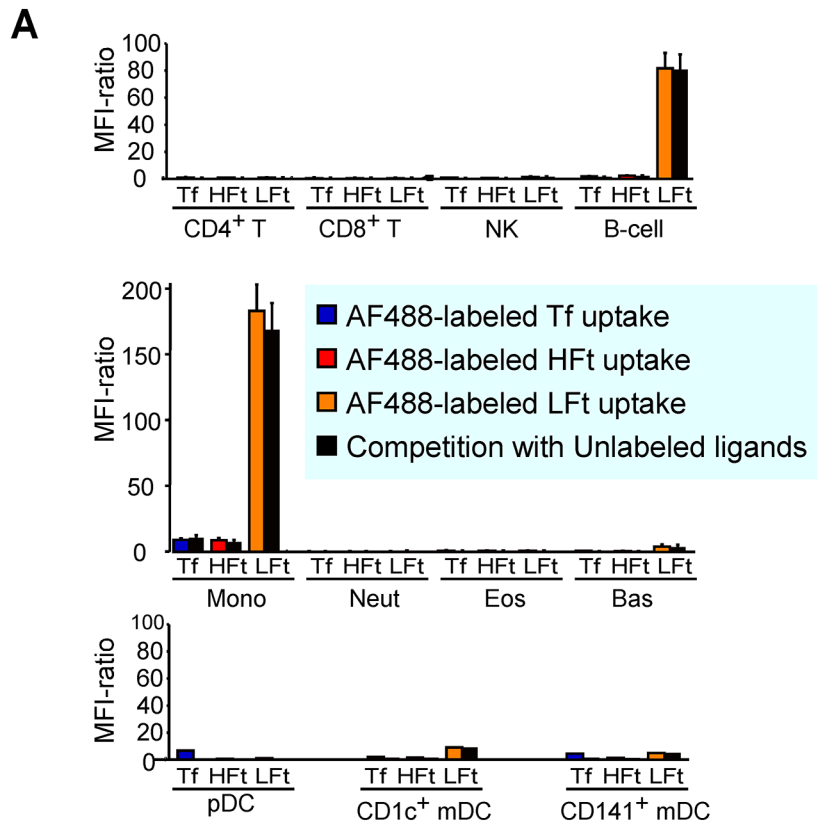 A
MFI-ratio
100
80
60
40
20
0
Tf HFt LFt Tf HFt LFt Tf HFt LFt Tf HFt LFt
CD4+ T CD8+ T NK B-cell
MFI-ratio
200
150
100
50
0
AF488-labeled Tf uptake
AF488-labeled HFt uptake
AF488-labeled LFt uptake
Competition with Unlabeled ligands
Tf HFt LFt Tf HFt LFt Tf HFt LFt Tf HFt LFt
Mono Neut Eos Bas
MFI-ratio
100
80
60
40
20
0
Tf HFt LFt Tf HFt LFt Tf HFt LFt
pDC CD1c+ mDC CD141+ mDC